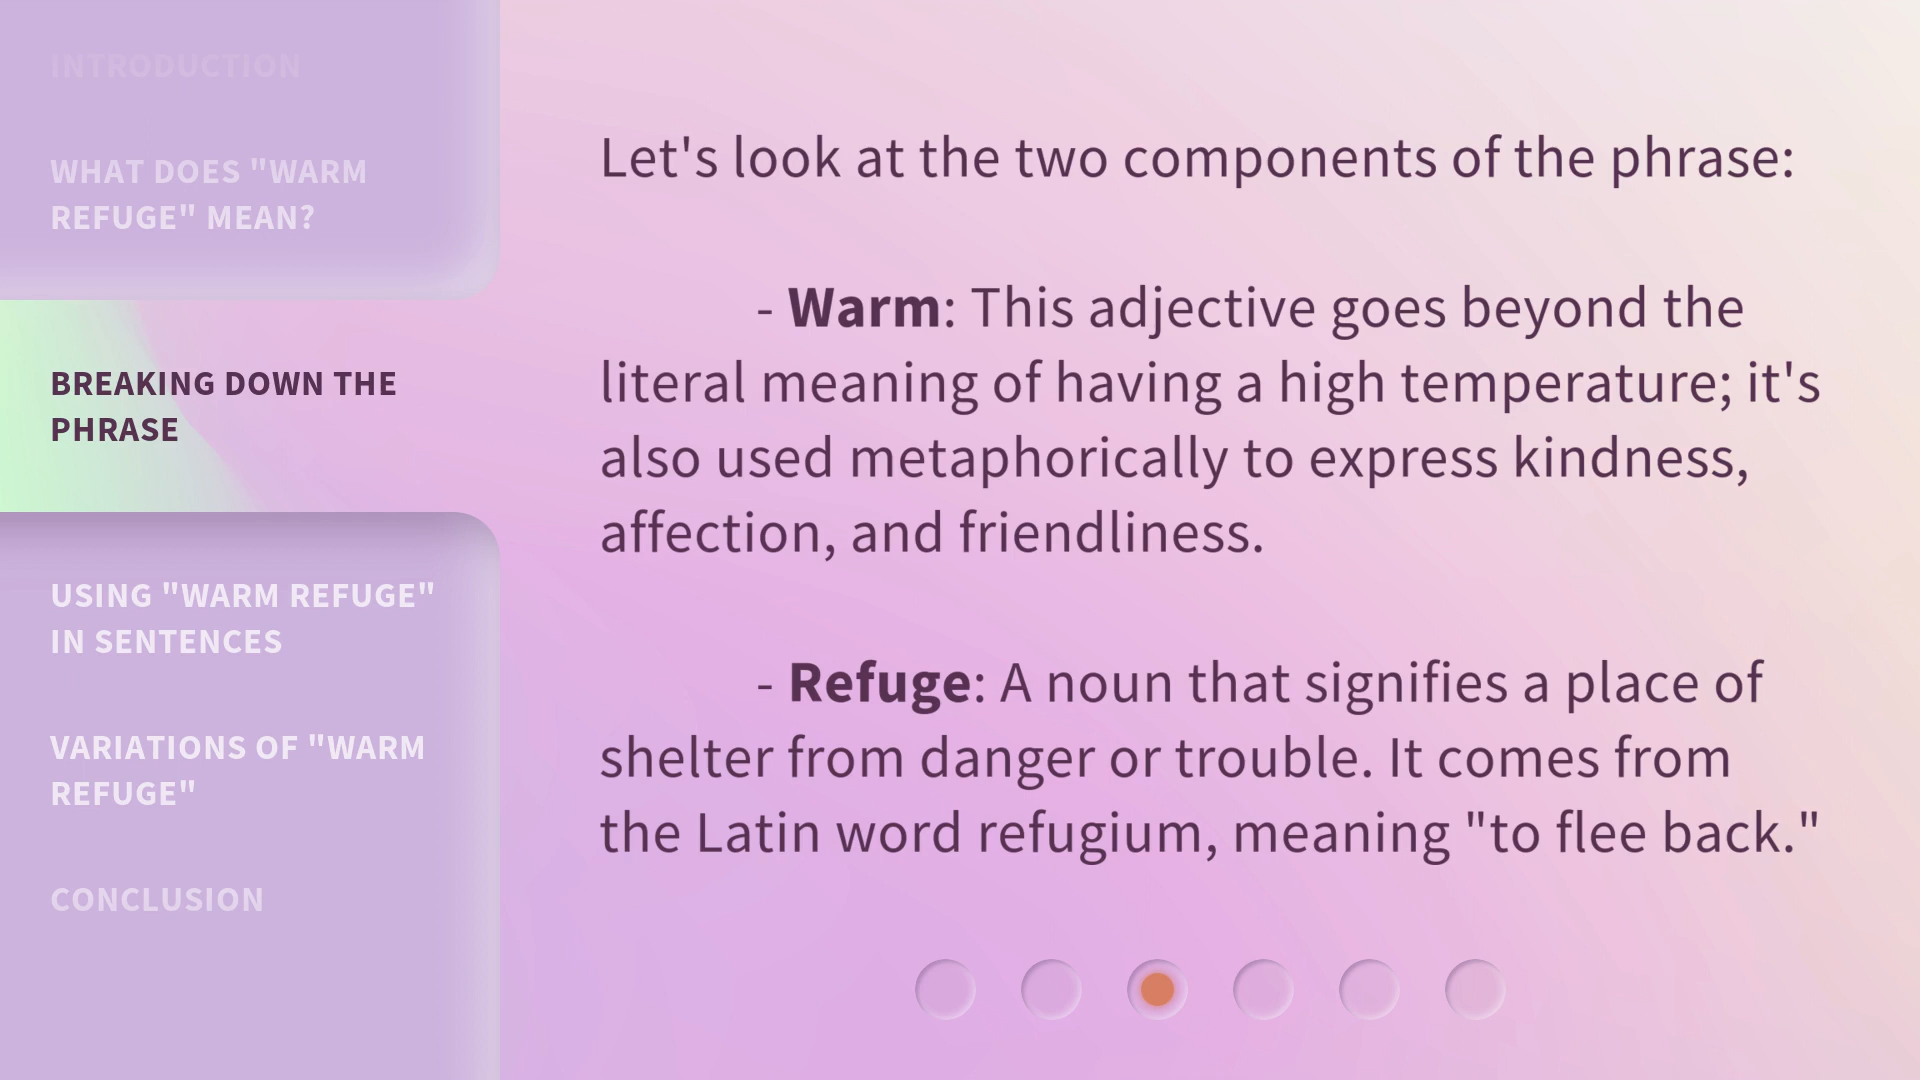 INTRODUCTION
WHAT DOES "WARM
REFUGE" MEAN?
BREAKING DOWN THE
PHRASE
USING "WARM REFUGE"
IN SENTENCES
VARIATIONS OF "WARM
REFUGE"
CONCLUSION
Let's look at the two components of the phrase:
- Warm: This adjective goes beyond the
literal meaning of having a high temperature; it's
also used metaphorically to express kindness,
affection, and friendliness.
- Refuge: A noun that signifies a place of
shelter from danger or trouble. It comes from
the Latin word refugium, meaning "to flee back."